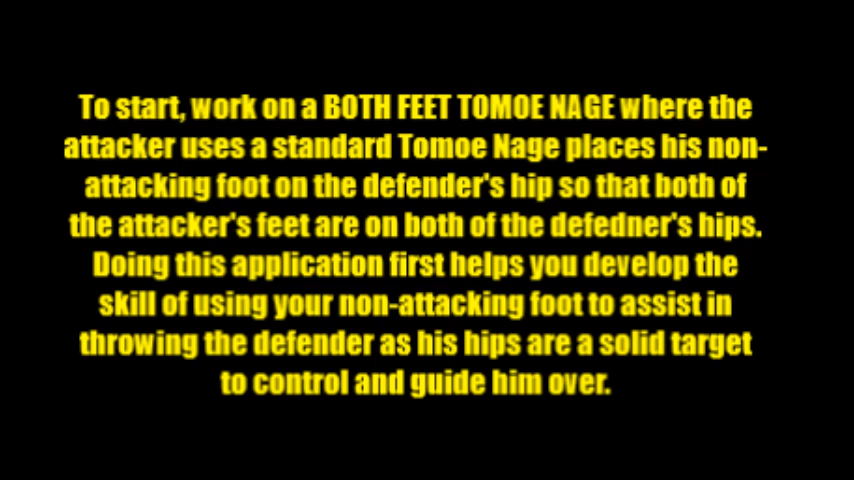 To start, work on a BOTH FEET TOMOE NAGE where the
attacker uses a standard Tomoe Nage places his non-
attacking foot on the defender's hip so that both of
the attacker's feet are on both of the defedner's hips.
Doing this application first helps you develop the
skill of using your non-attacking foot to assist in
throwing the defender as his hips are a solid target
to control and guide him over.